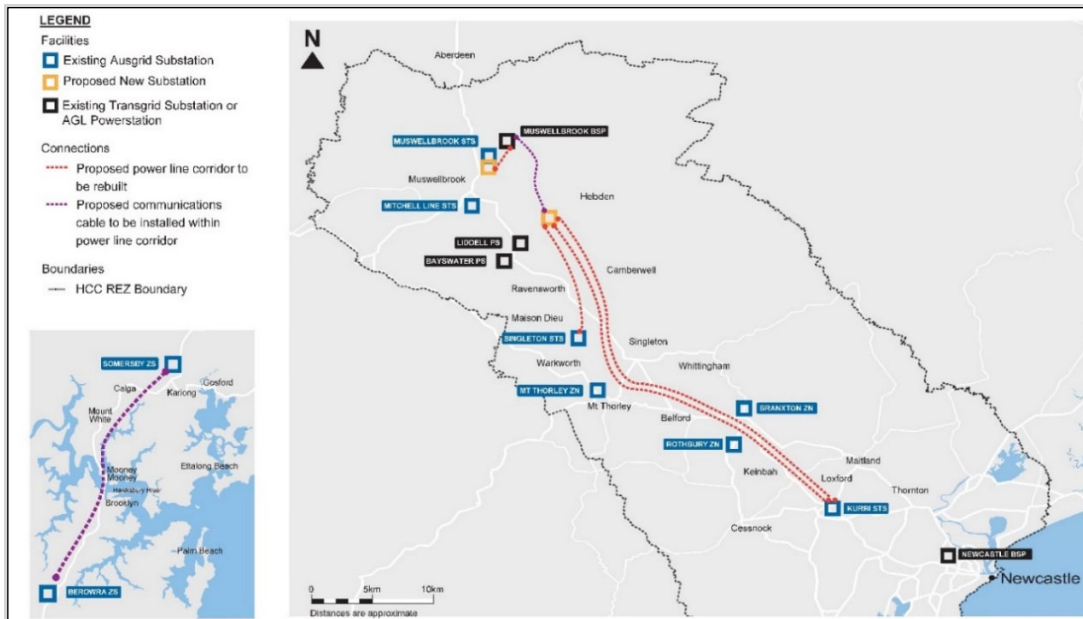 LEGEND
Facilities
Existing Ausgrid Substation
Proposed New Substation
Existing Transgrid Substation or
AGL Powerstation
Connections
Proposed power line corridor to
be rebuilt
Proposed communications
cable to be installed within
power line corridor
Boundaries
HCC REZ Boundary
SOMERSBY ZS
Calga
Kariong
Gosford
Mount
White
Mooney
Mooney
Hawkesbury River
Brooklyn
Ettalong Beach
Palm Beach
BEROWRA ZS
N
Aberdeen
MUSWELLBROOK STS
MUSWELLBROOK BSP
Muswellbrook
MITCHELL LINE STS
Hebden
LIDDELL PS
BAYSWATER PS
Camberwell
Ravensworth
Maison Dieu
SINGLETON STS
Singleton
Warkworth
Whittingham
MT THORLEY ZN
Mt Thorley
Belford
BRANXTON ZN
ROTHBURY ZN
Keinbah
Maitland
Loxford
Thornton
KURRI STS
Cessnock
NEWCASTLE BSP
Newcastle
0 5km 10km
Distances are approximate